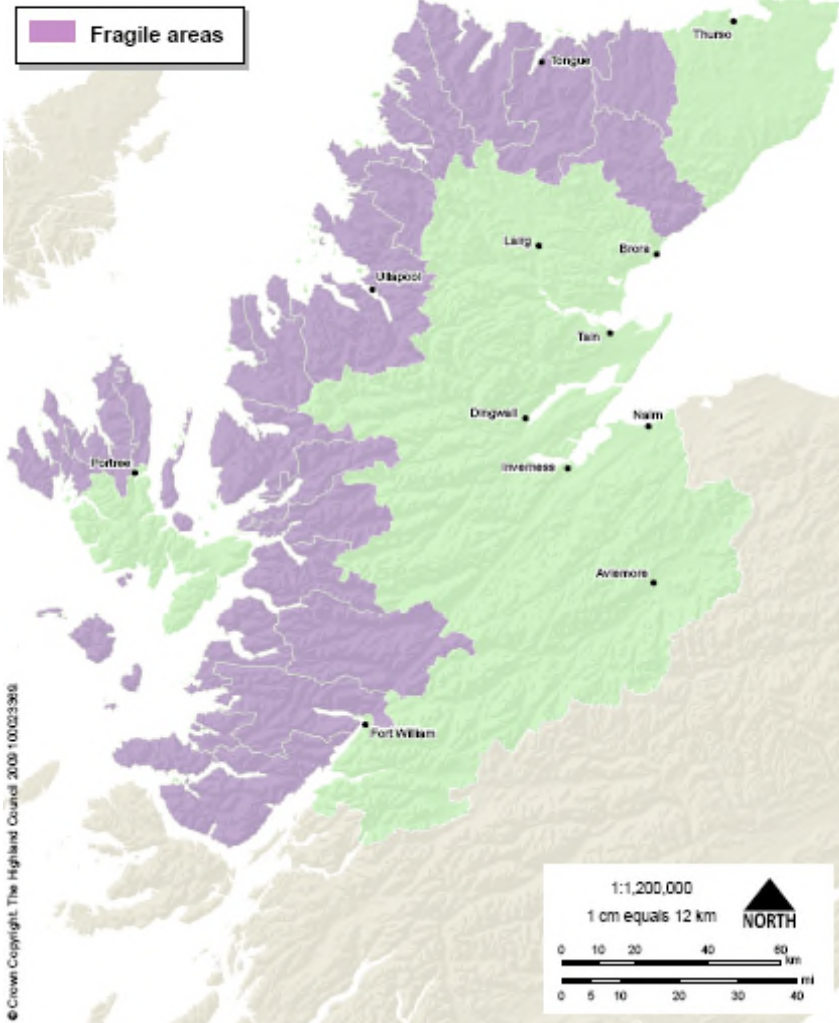 Fragile areas
Thurso
Tongue
Lairg
Brora
Ullapool
Tain
Dingwall
Nairn
Portree
Inverness
Aviemore
Fort William
© Crown Copyright. The Highland Council 2009 100023369
1:1,200,000
1 cm equals 12 km
NORTH
0 10 20 40 60
km
mi
0 5 10 20 30 40